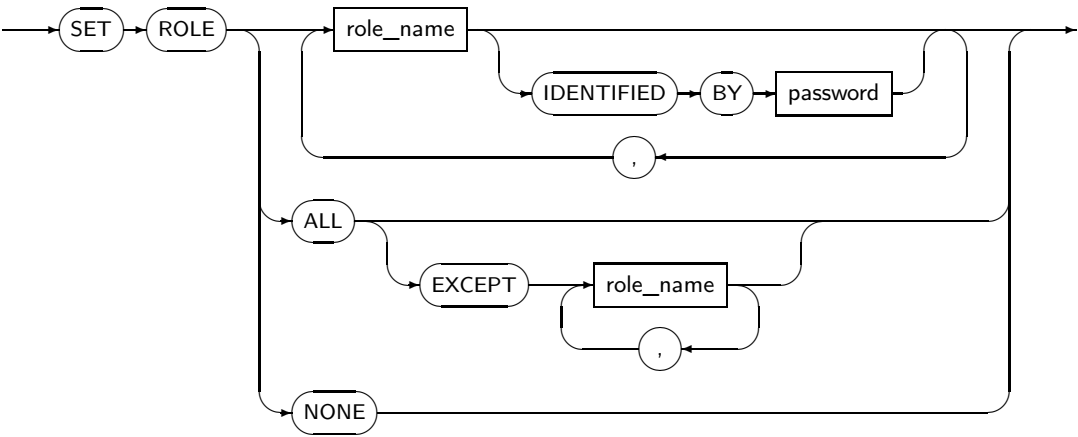 SET ROLE role_name
IDENTIFIED BY password
,
ALL
EXCEPT role_name
,
NONE